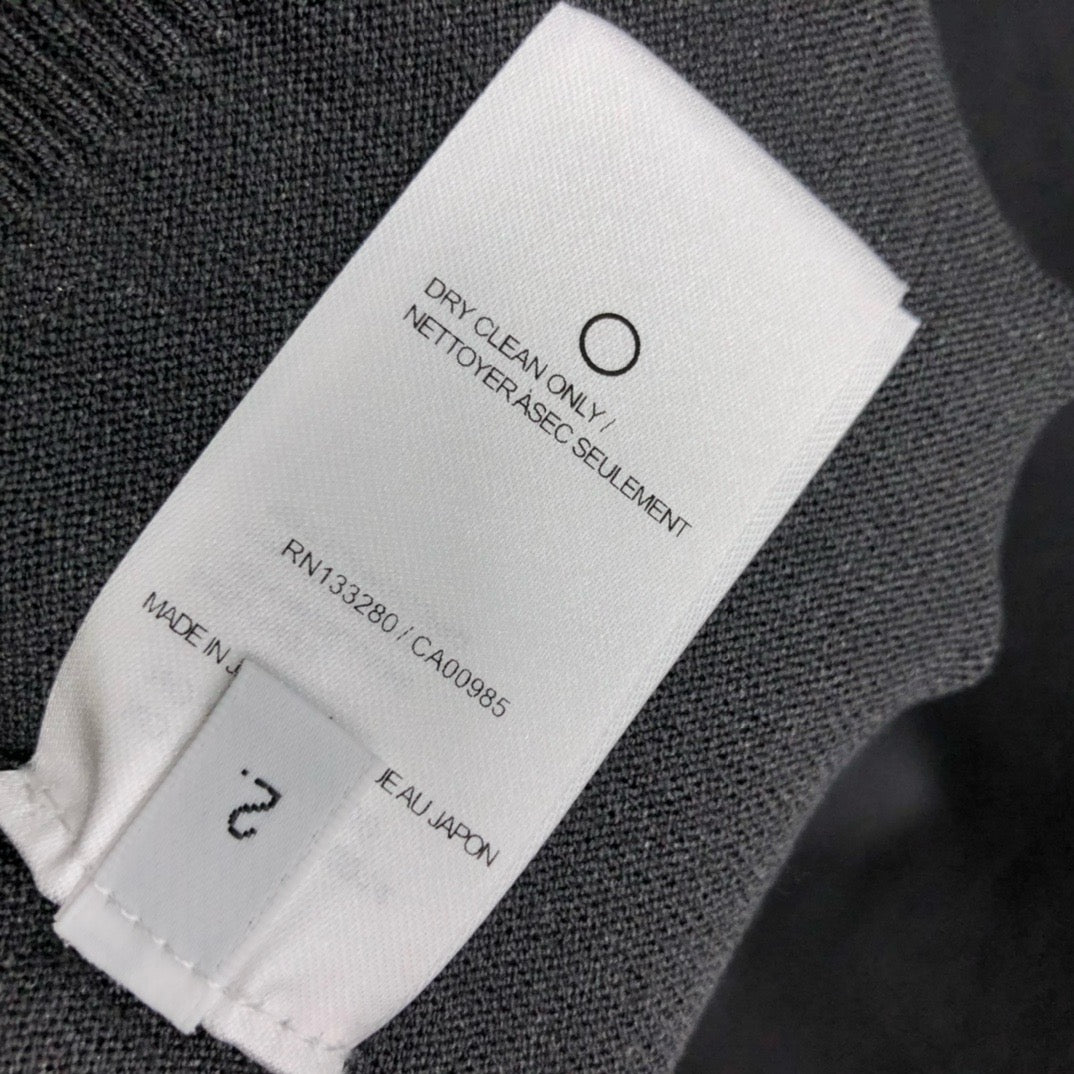 DRY CLEAN ONLY /
NETTOYER ÀSEC SEULEMENT
RN133280 / CA00985
MADE IN J
E AU JAPON
2.